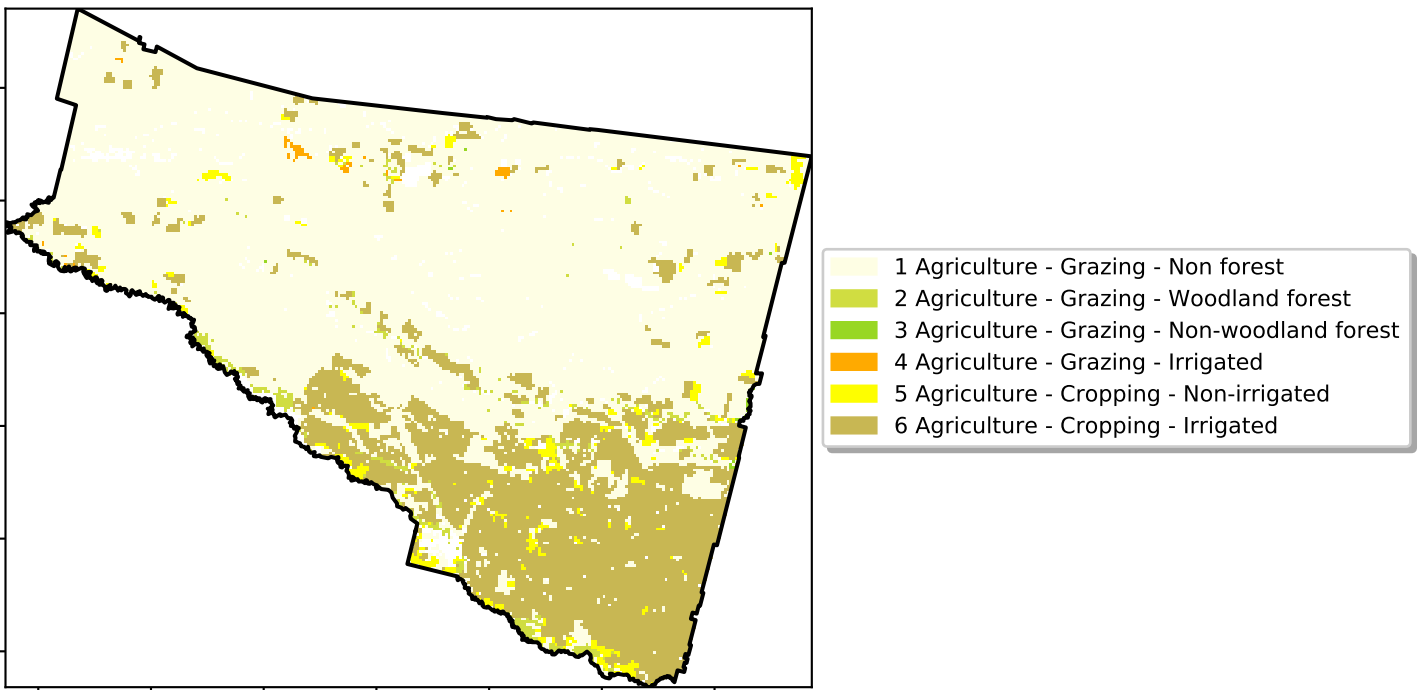 1 Agriculture - Grazing - Non forest
2 Agriculture - Grazing - Woodland forest
3 Agriculture - Grazing - Non-woodland forest
4 Agriculture - Grazing - Irrigated
5 Agriculture - Cropping - Non-irrigated
6 Agriculture - Cropping - Irrigated